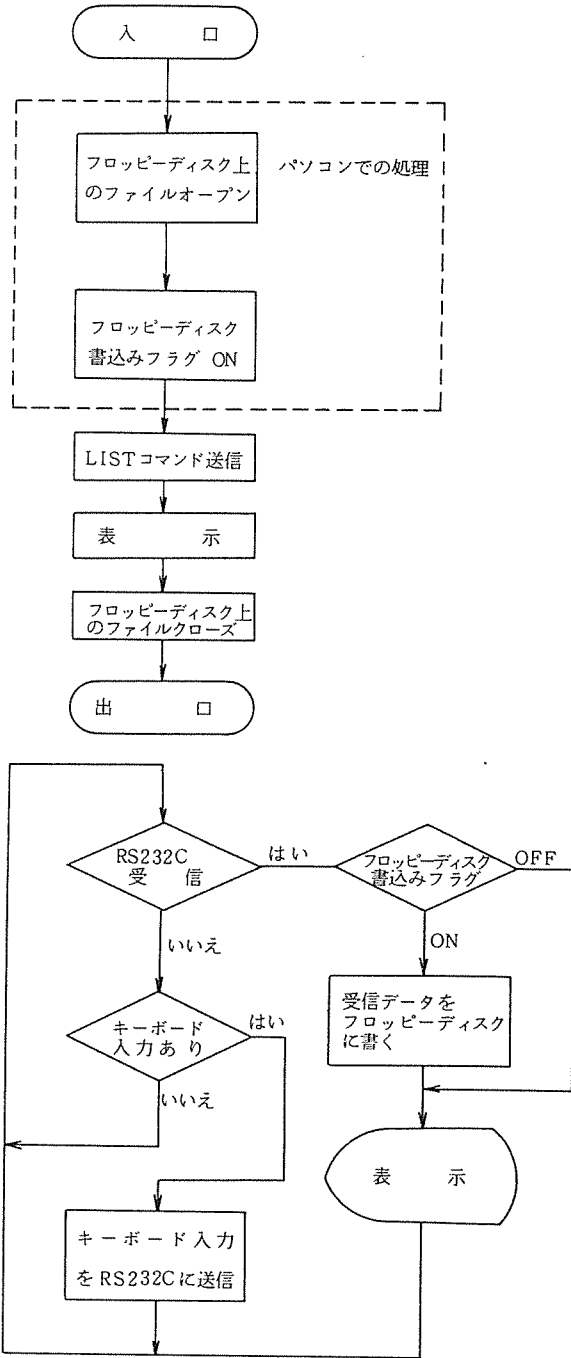 入 口
フロッピーディスク上
のファイルオープン
パソコンでの処理
フロッピーディスク
書込みフラグ ON
LISTコマンド送信
表 示
フロッピーディスク上
のファイルクローズ
出 口
RS232C
受 信
はい
フロッピーディスク
書込みフラグ
OFF
いいえ
ON
キーボード
入力あり
はい
受信データを
フロッピーディスク
に書く
いいえ
表 示
キーボード入力
をRS232Cに送信